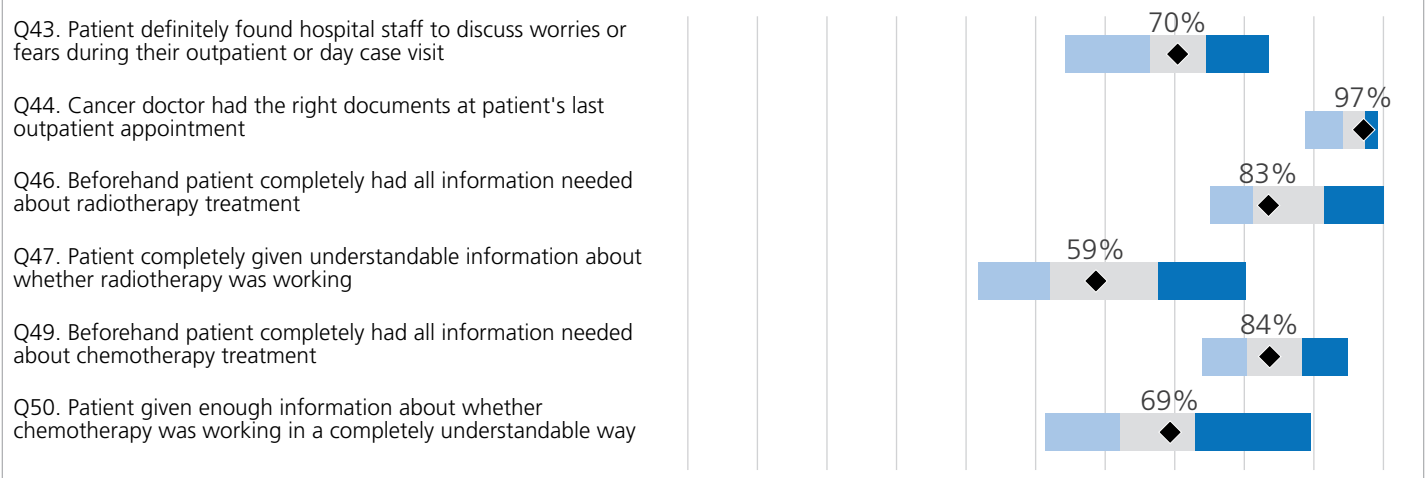 Q43. Patient definitely found hospital staff to discuss worries or
fears during their outpatient or day case visit
70%
Q44. Cancer doctor had the right documents at patient's last
outpatient appointment
97%
Q46. Beforehand patient completely had all information needed
about radiotherapy treatment
83%
Q47. Patient completely given understandable information about
whether radiotherapy was working
59%
Q49. Beforehand patient completely had all information needed
about chemotherapy treatment
84%
Q50. Patient given enough information about whether
chemotherapy was working in a completely understandable way
69%